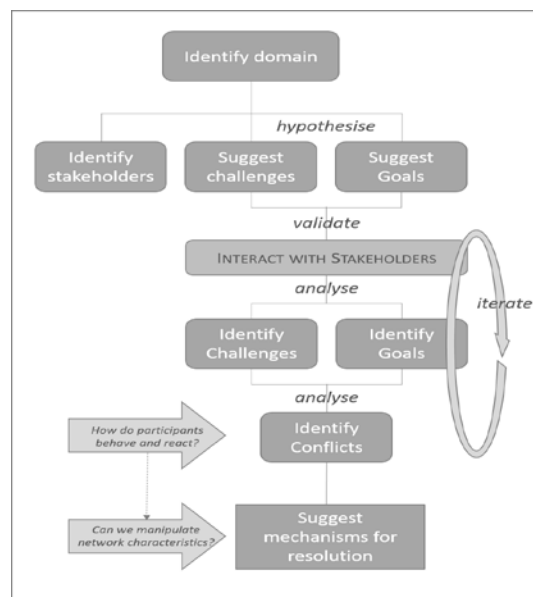 Identify domain
hypothesise
Identify
stakeholders
Suggest
challenges
Suggest
Goals
validate
INTERACT WITH STAKEHOLDERS
analyse
iterate
Identify
Challenges
Identify
Goals
analyse
How do participants
behave and react?
Identify
Conflicts
Can we manipulate
network characteristics?
Suggest
mechanisms for
resolution